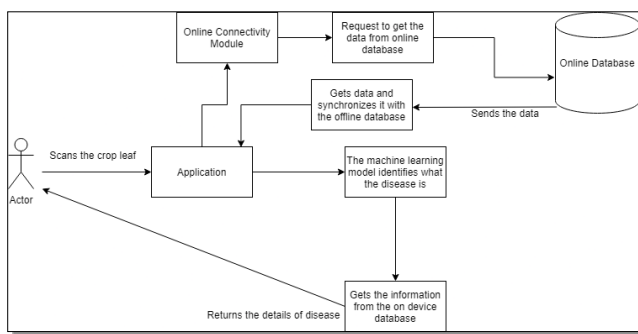 Online Connectivity
Module
Request to get the
data from online
database
Online Database
Gets data and
synchronizes it with
the offline database
Sends the data
Scans the crop leaf
Application
The machine learning
model identifies what
the disease is
Actor
Gets the information
from the on device
database
Returns the details of disease